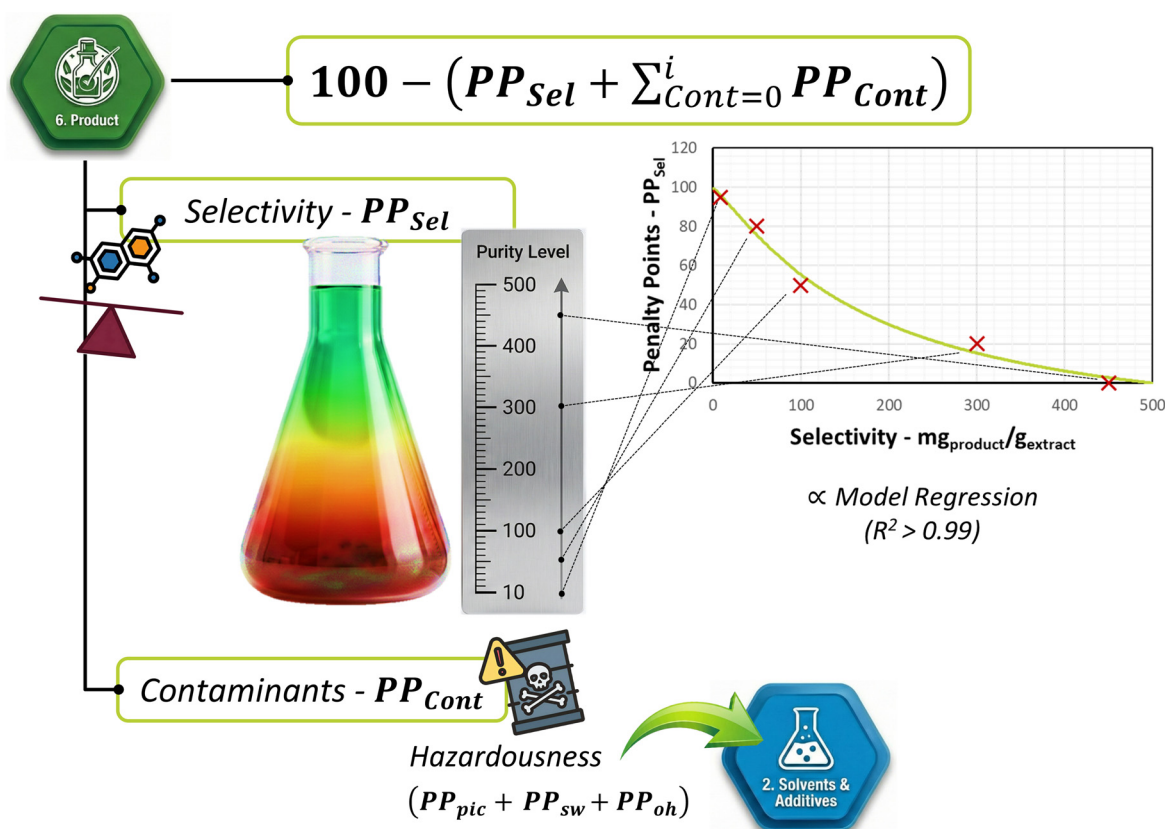 6. Product
100 − (PP_Sel + ∑^i_Cont=0 PP_Cont)
Selectivity - PP_Sel
Purity Level
500
400
300
200
100
10
Penalty Points - PP_Sel
120
100
80
60
40
20
0
0 100 200 300 400 500
Selectivity - mg_product/g_extract
∝ Model Regression
(R² > 0.99)
Contaminants - PP_Cont
Hazardousness
(PP_pic + PP_sw + PP_oh)
2. Solvents &
Additives